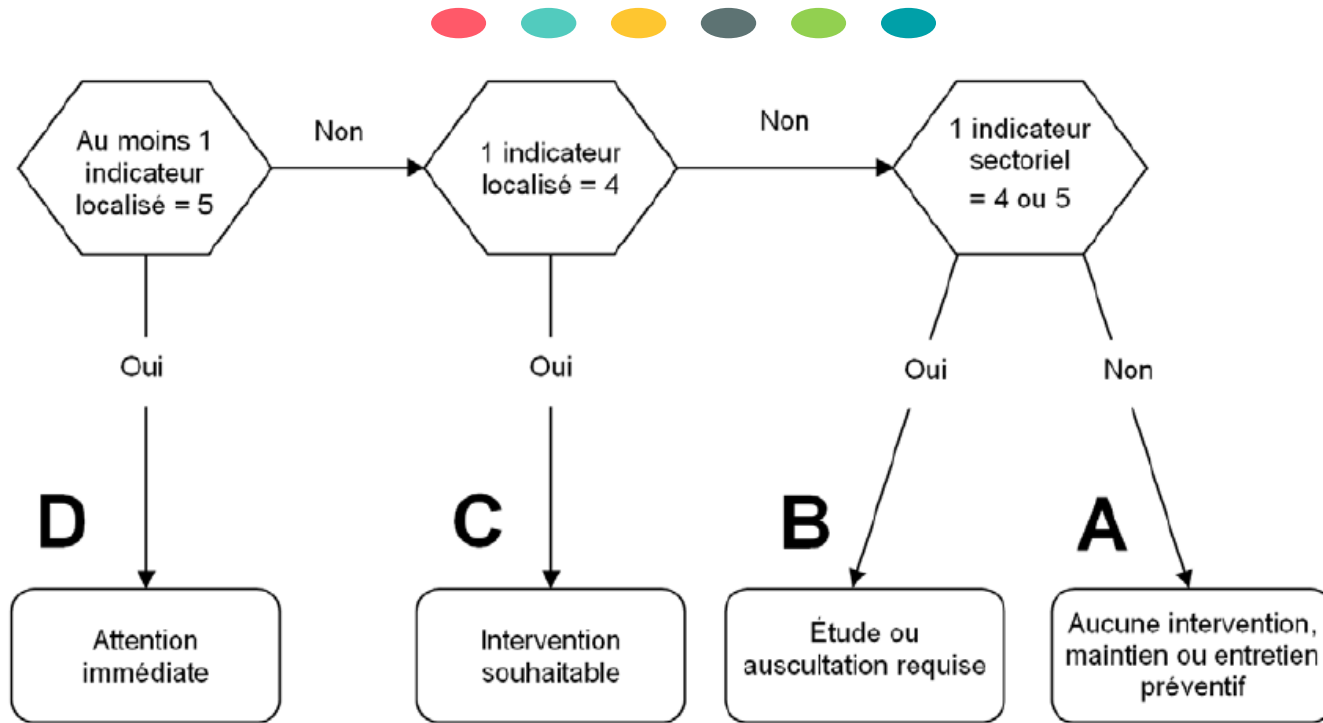 Au moins 1
indicateur
localisé = 5
Non
1 indicateur
localisé = 4
Non
1 indicateur
sectoriel
= 4 ou 5
Oui
Oui
Oui
Non
D
C
B
A
Attention
immédiate
Intervention
souhaitable
Étude ou
auscultation requise
Aucune intervention,
maintien ou entretien
préventif